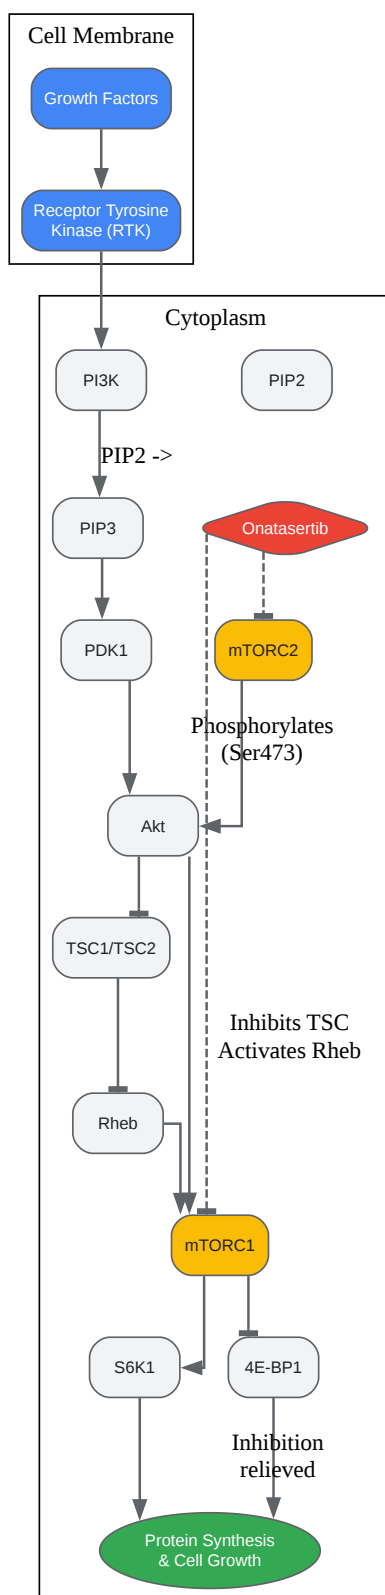 Cell Membrane
Growth Factors
Receptor Tyrosine
Kinase (RTK)
Cytoplasm
PI3K
PIP2
PIP2 ->
PIP3
Onatasertib
PDK1
mTORC2
Phosphorylates
(Ser473)
Akt
TSC1/TSC2
Inhibits TSC
Activates Rheb
Rheb
mTORC1
S6K1
4E-BP1
Inhibition
relieved
Protein Synthesis
& Cell Growth